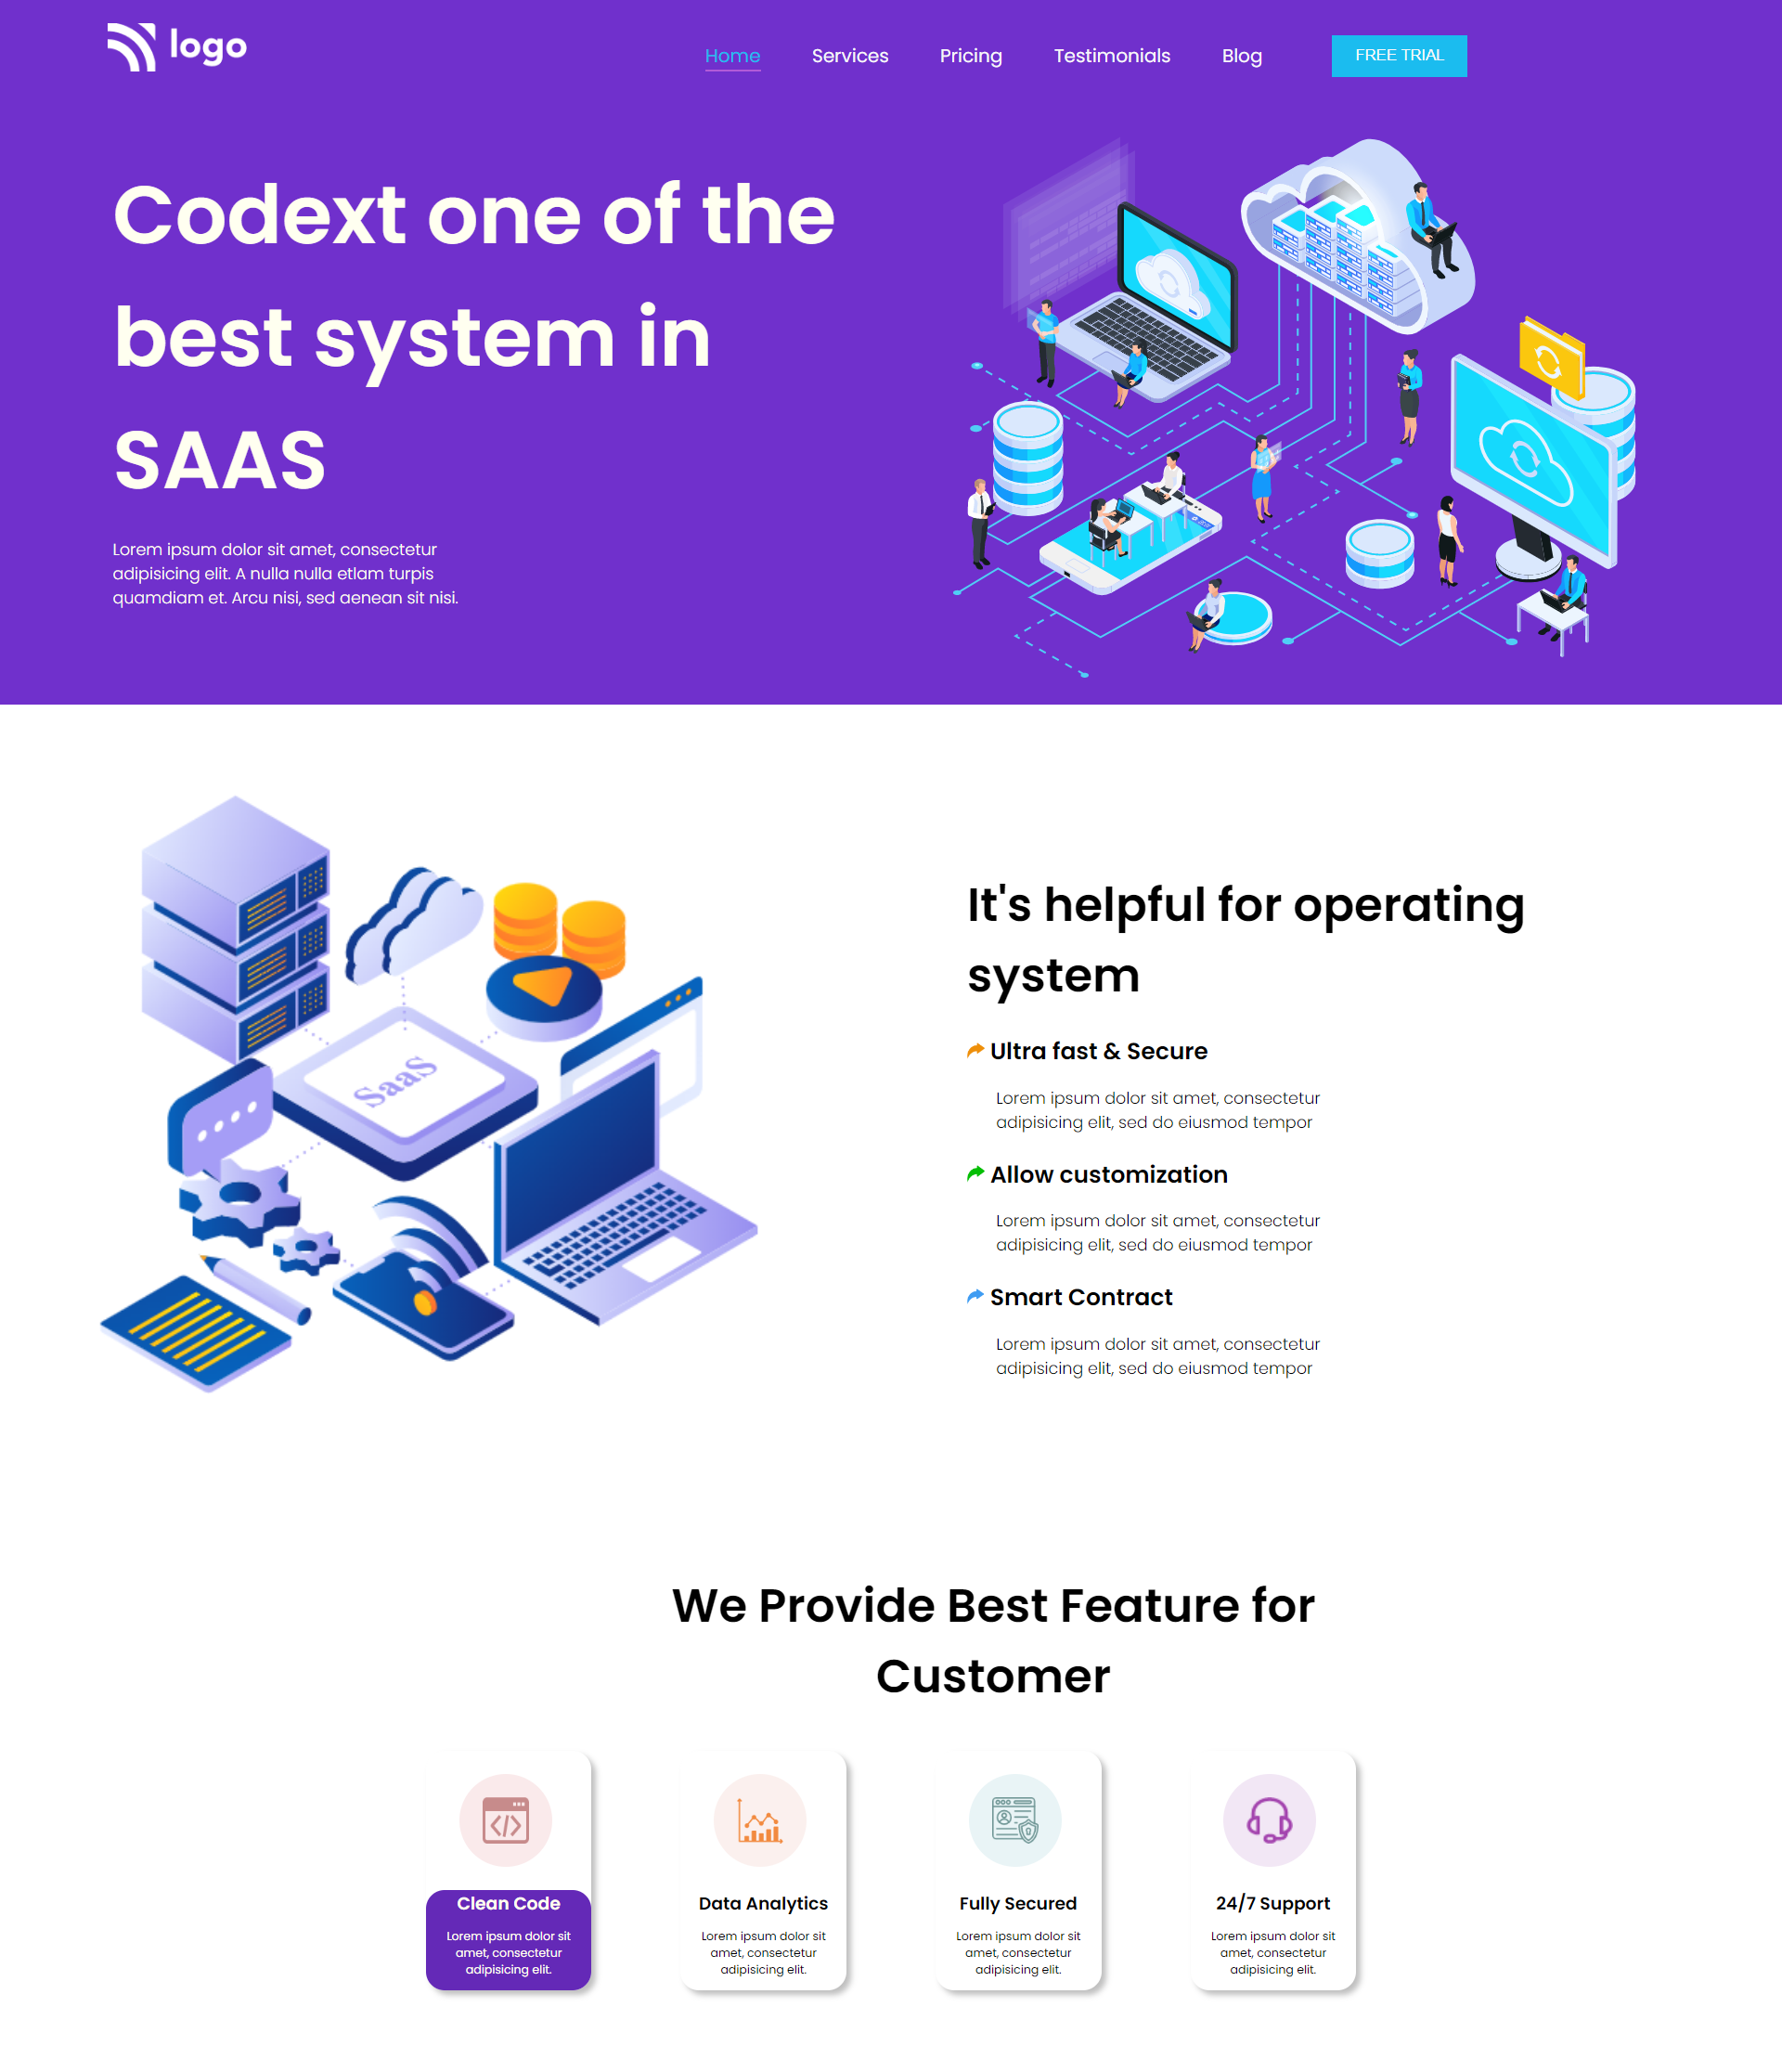 logo
Home Services Pricing Testimonials Blog FREE TRIAL
Codext one of the
best system in
SAAS
Lorem ipsum dolor sit amet, consectetur
adipisicing elit. A nulla nulla etlam turpis
quamdiam et. Arcu nisi, sed aenean sit nisi.
SaaS
It's helpful for operating
system
Ultra fast & Secure
Lorem ipsum dolor sit amet, consectetur
adipisicing elit, sed do eiusmod tempor
Allow customization
Lorem ipsum dolor sit amet, consectetur
adipisicing elit, sed do eiusmod tempor
Smart Contract
Lorem ipsum dolor sit amet, consectetur
adipisicing elit, sed do eiusmod tempor
We Provide Best Feature for
Customer
Clean Code
Lorem ipsum dolor sit
amet, consectetur
adipisicing elit.
Data Analytics
Lorem ipsum dolor sit
amet, consectetur
adipisicing elit.
Fully Secured
Lorem ipsum dolor sit
amet, consectetur
adipisicing elit.
24/7 Support
Lorem ipsum dolor sit
amet, consectetur
adipisicing elit.